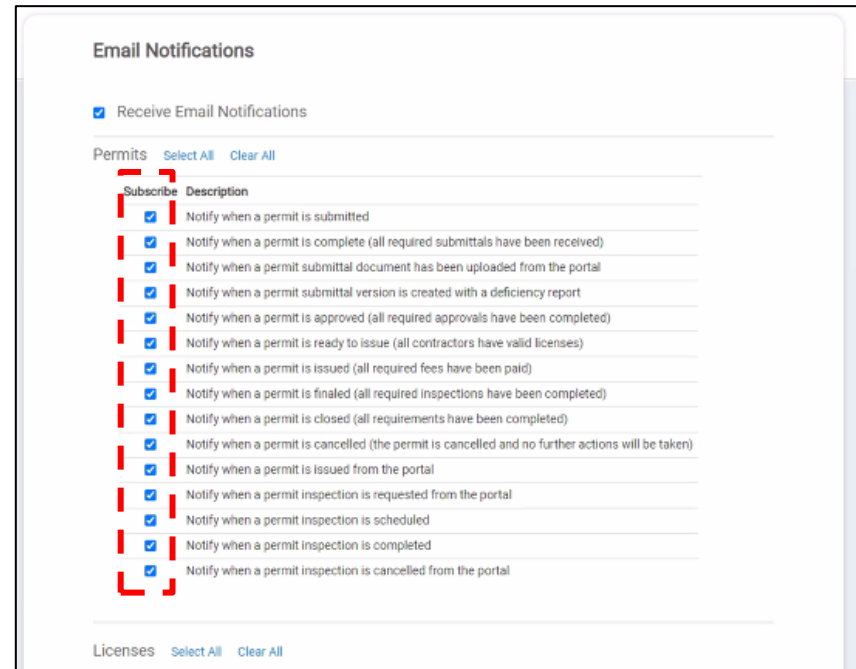 Email Notifications
Receive Email Notifications
Permits Select All Clear All
Subscribe Description
Notify when a permit is submitted
Notify when a permit is complete (all required submittals have been received)
Notify when a permit submittal document has been uploaded from the portal
Notify when a permit submittal version is created with a deficiency report
Notify when a permit is approved (all required approvals have been completed)
Notify when a permit is ready to issue (all contractors have valid licenses)
Notify when a permit is issued (all required fees have been paid)
Notify when a permit is finaled (all required inspections have been completed)
Notify when a permit is closed (all requirements have been completed)
Notify when a permit is cancelled (the permit is cancelled and no further actions will be taken)
Notify when a permit is issued from the portal
Notify when a permit inspection is requested from the portal
Notify when a permit inspection is scheduled
Notify when a permit inspection is completed
Notify when a permit inspection is cancelled from the portal
Licenses Select All Clear All